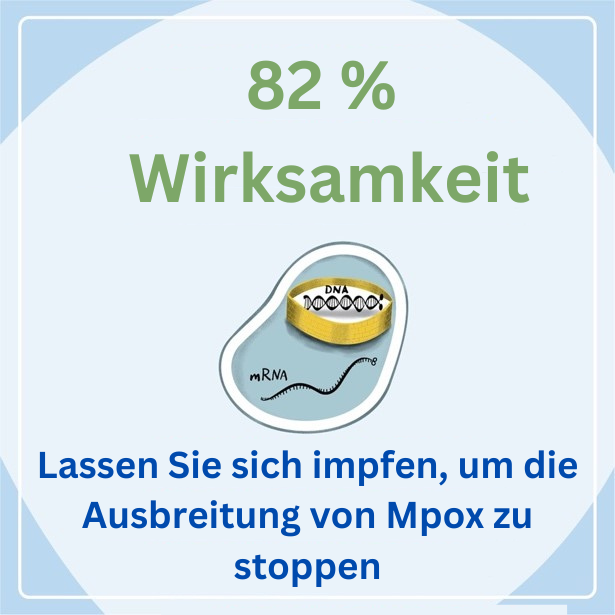 82 %
Wirksamkeit
DNA
mRNA
Lassen Sie sich impfen, um die
Ausbreitung von Mpox zu
stoppen